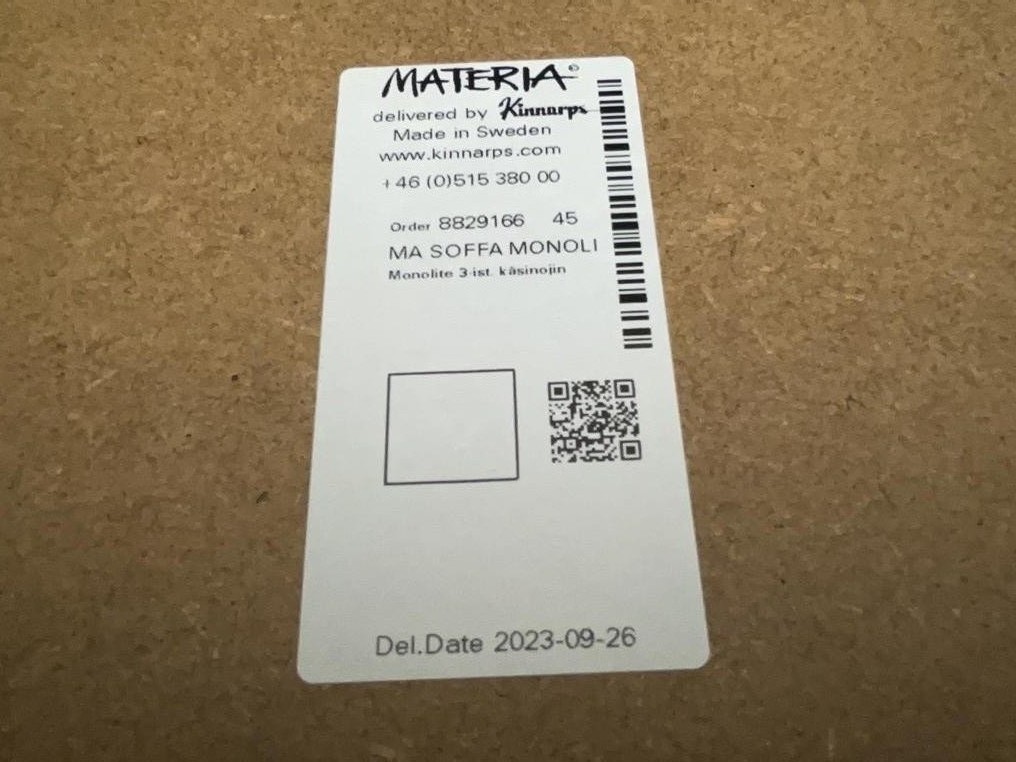 MATERIA©
delivered by Kinnarps
Made in Sweden
www.kinnarps.com
+46 (0)515 380 00
Order 8829166 45
MA SOFFA MONOLI
Monolite 3-ist. käsinojin
Del.Date 2023-09-26